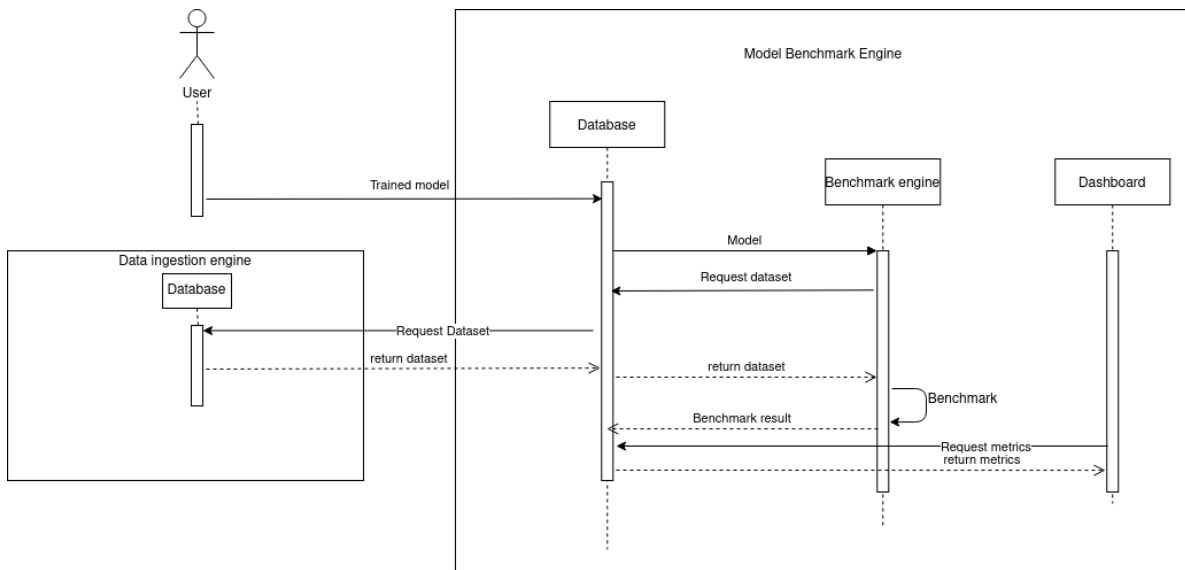 Model Benchmark Engine
User
Database
Benchmark engine
Dashboard
Trained model
Model
Data ingestion engine
Database
Request dataset
Request Dataset
return dataset
return dataset
Benchmark
Benchmark result
Request metrics
return metrics